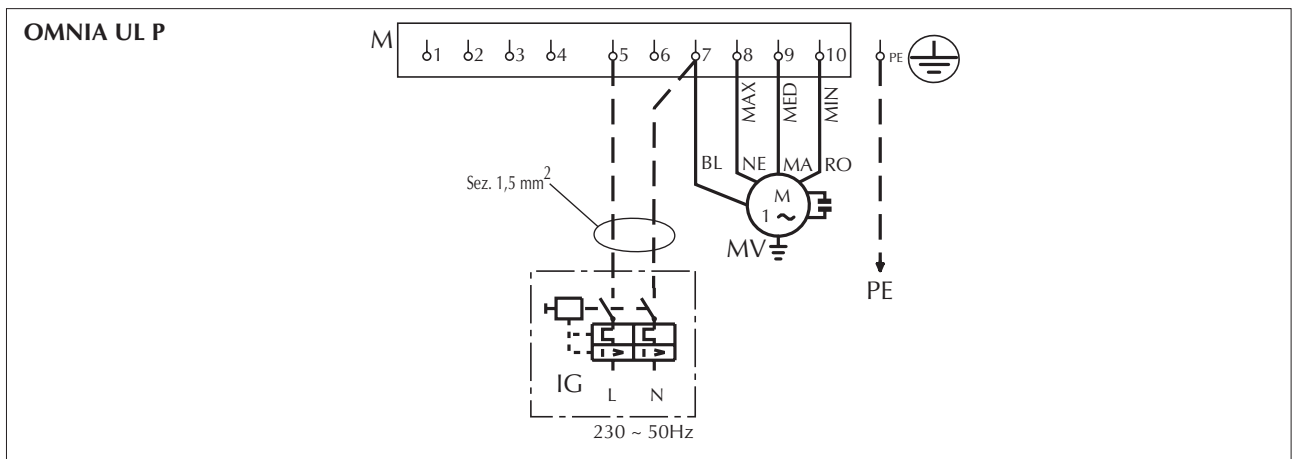 OMNIA UL P
M
1 2 3 4 5 6 7 8 9 10 PE
MAX MED MIN
BL NE MA RO
Sez. 1,5 mm²
M
1 ~
MV
PE
I > I >
IG
L N
230 ~ 50Hz